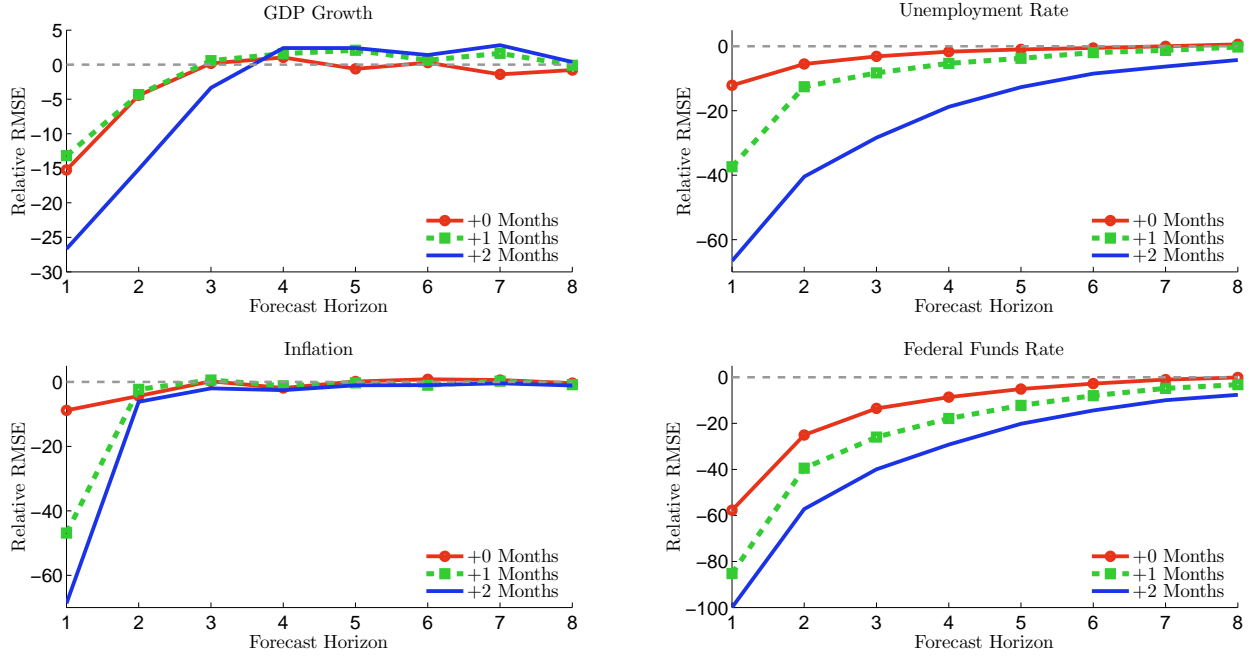 GDP Growth
5
0
−5
−10
−15
−20
−25
−30
Relative RMSE
+0 Months
+1 Months
+2 Months
1 2 3 4 5 6 7 8
Forecast Horizon
Unemployment Rate
0
−20
−40
−60
Relative RMSE
+0 Months
+1 Months
+2 Months
1 2 3 4 5 6 7 8
Forecast Horizon
Inflation
0
−20
−40
−60
Relative RMSE
+0 Months
+1 Months
+2 Months
1 2 3 4 5 6 7 8
Forecast Horizon
Federal Funds Rate
0
−20
−40
−60
−80
−100
Relative RMSE
+0 Months
+1 Months
+2 Months
1 2 3 4 5 6 7 8
Forecast Horizon